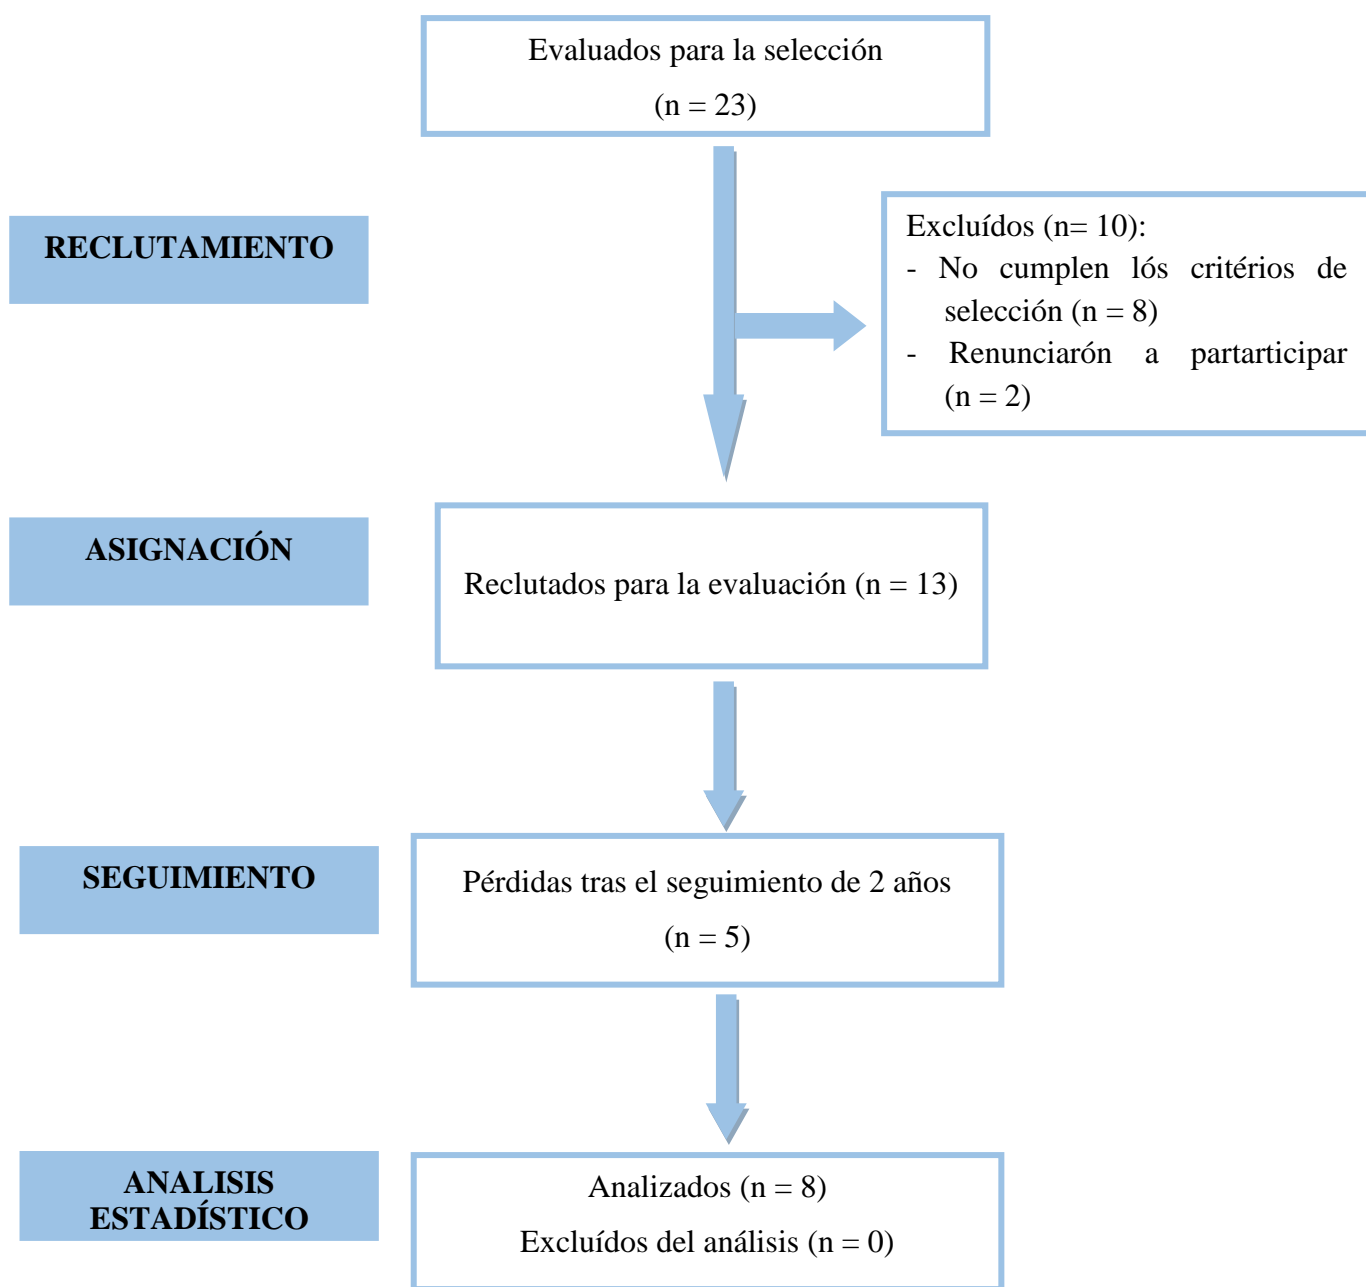 Evaluados para la selección
(n = 23)
RECLUTAMIENTO
Excluídos (n= 10):
- No cumplen lós critérios de
selección (n = 8)
- Renunciarón a partarticipar
(n = 2)
ASIGNACIÓN
Reclutados para la evaluación (n = 13)
SEGUIMIENTO
Pérdidas tras el seguimiento de 2 años
(n = 5)
ANALISIS
ESTADÍSTICO
Analizados (n = 8)
Excluídos del análisis (n = 0)